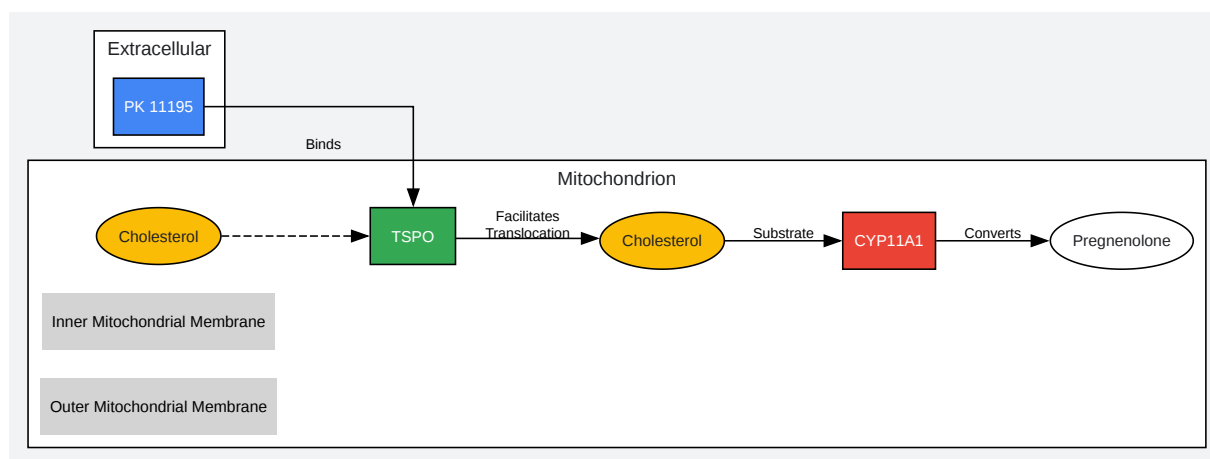 Extracellular
PK 11195
Binds
Mitochondrion
Cholesterol
TSPO
Facilitates
Translocation
Cholesterol
Substrate
CYP11A1
Converts
Pregnenolone
Inner Mitochondrial Membrane
Outer Mitochondrial Membrane